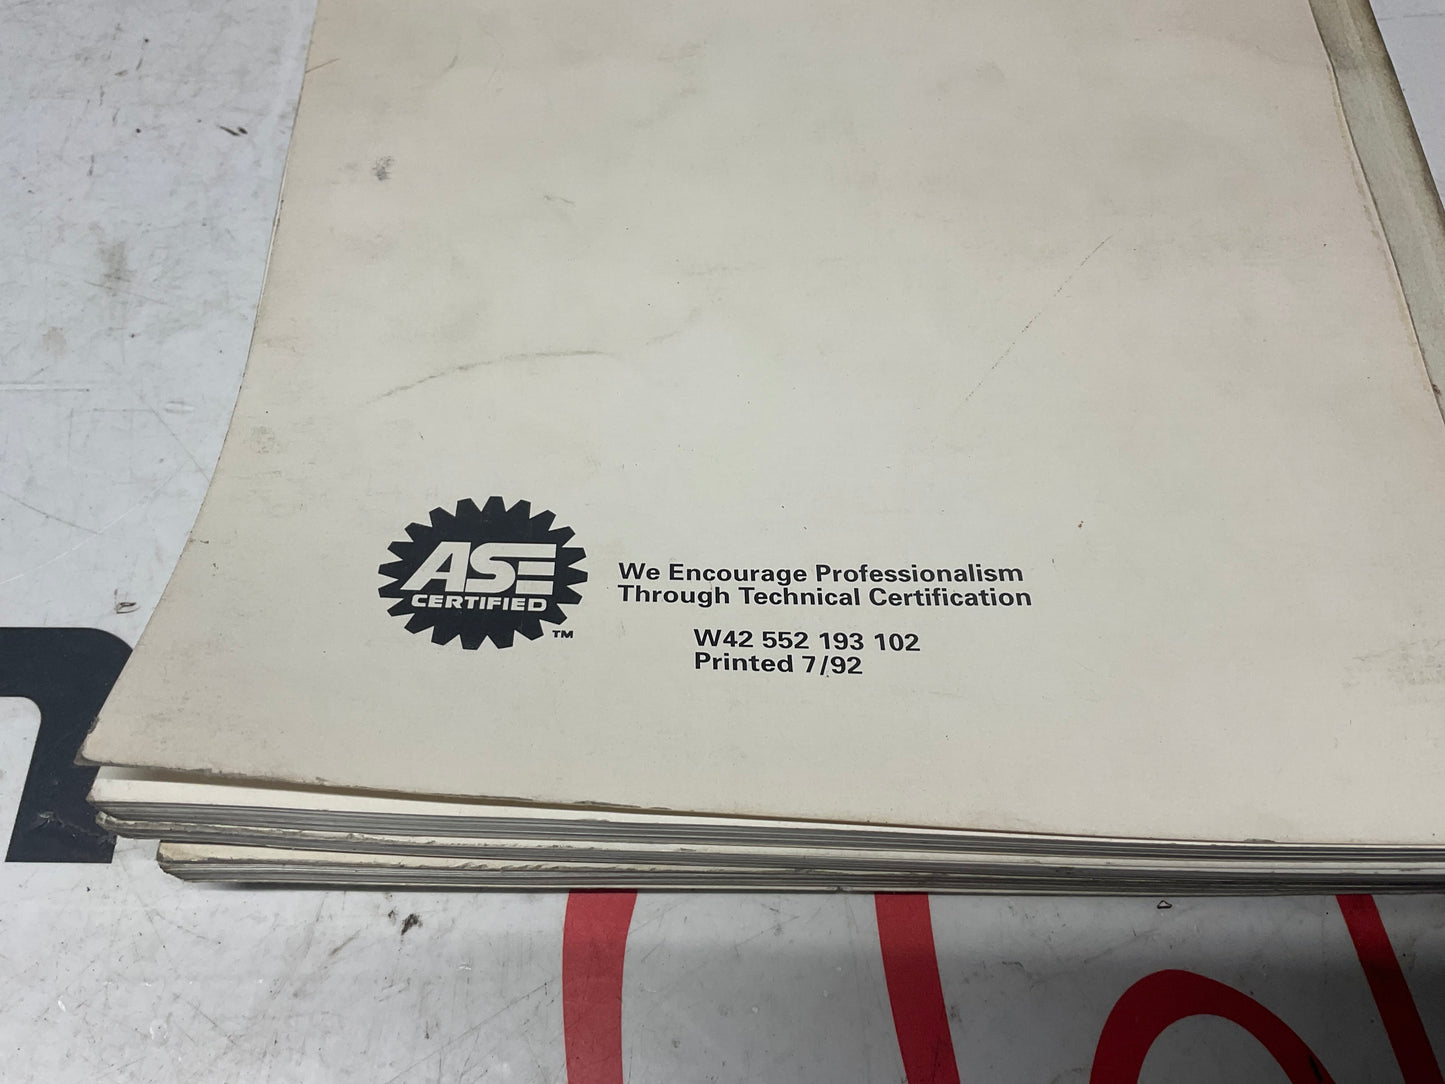 ASE
CERTIFIED
TM
We Encourage Professionalism
Through Technical Certification
W42 552 193 102
Printed 7/92